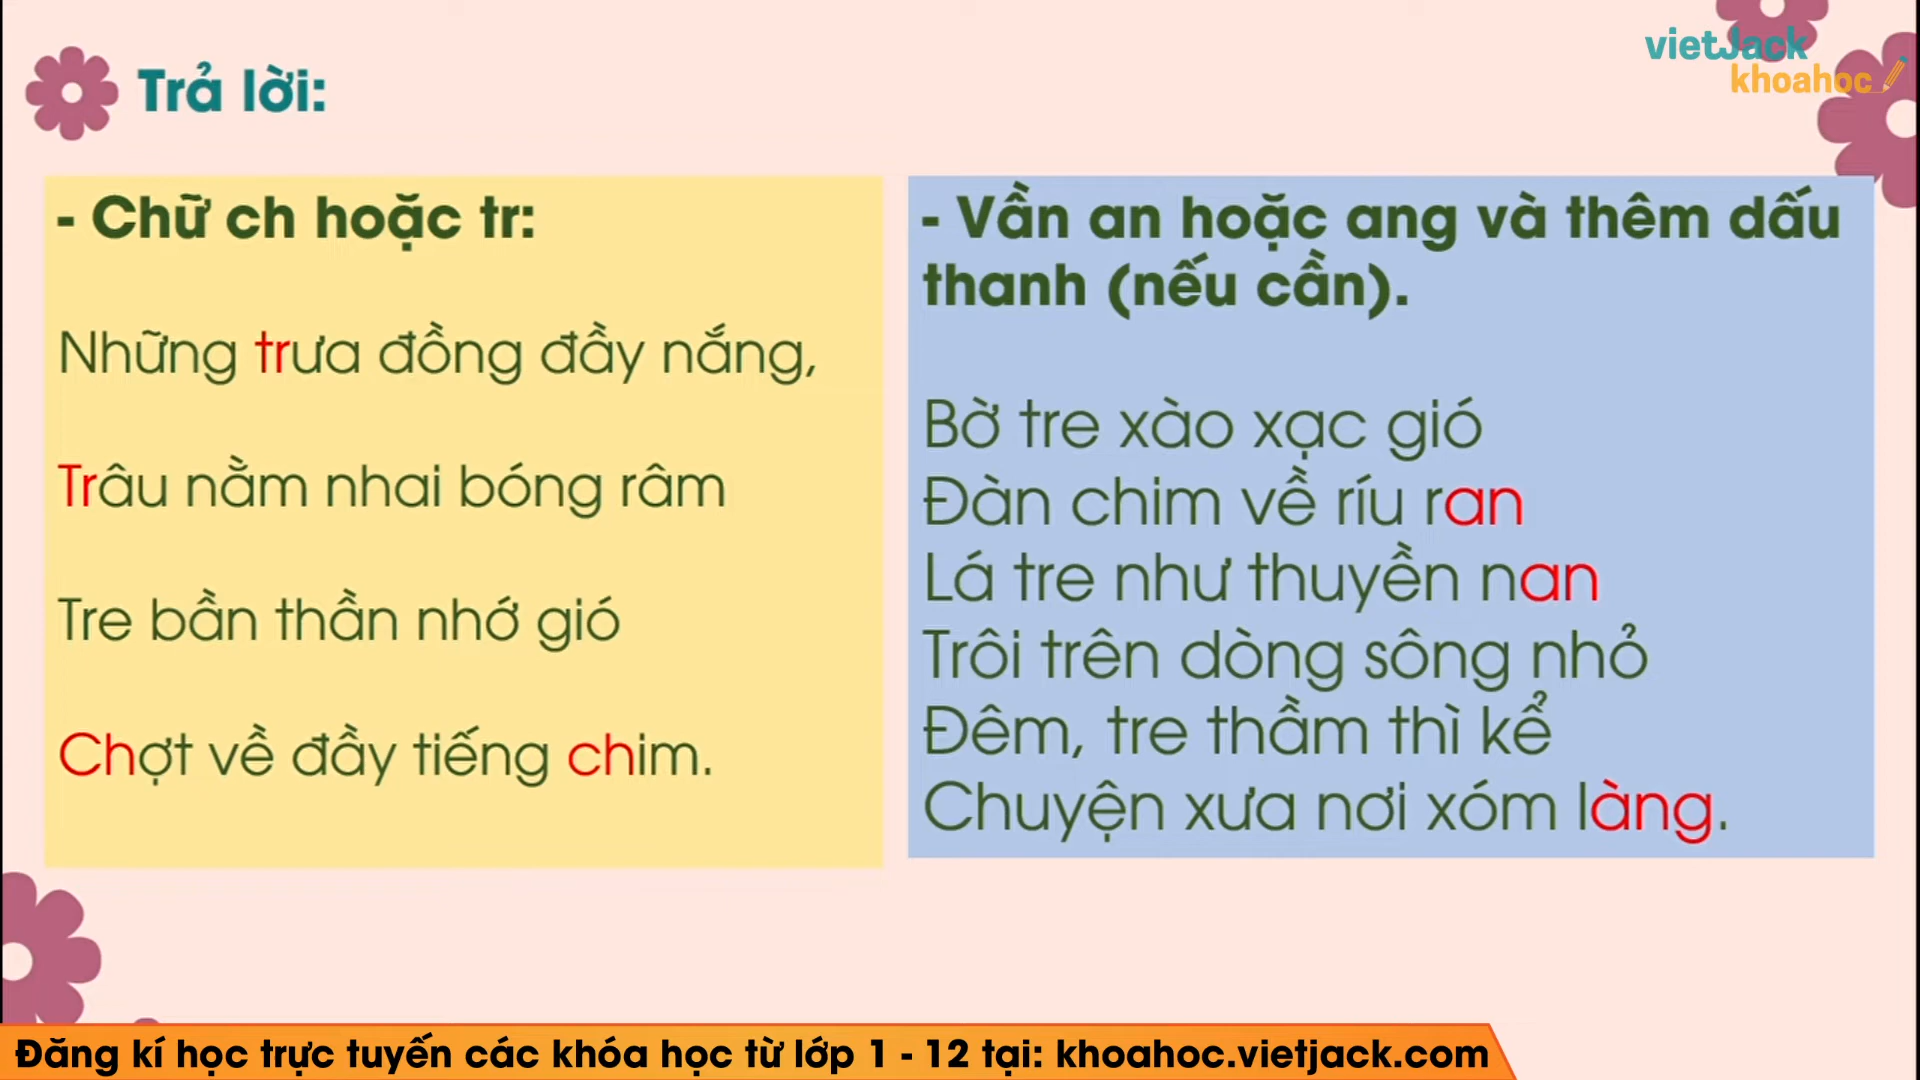 vietJack
khoahoc
Trả lời:
- Chữ ch hoặc tr:
Những trưa đồng đầy nắng,
Trâu nằm nhai bóng râm
Tre bần thần nhớ gió
Chợt về đầy tiếng chim.
- Vần an hoặc ang và thêm dấu
thanh (nếu cần).
Bờ tre xào xạc gió
Đàn chim về ríu ran
Lá tre như thuyền nan
Trôi trên dòng sông nhỏ
Đêm, tre thầm thì kể
Chuyện xưa nơi xóm làng.
Đăng kí học trực tuyến các khóa học từ lớp 1 - 12 tại: khoahoc.vietjack.com